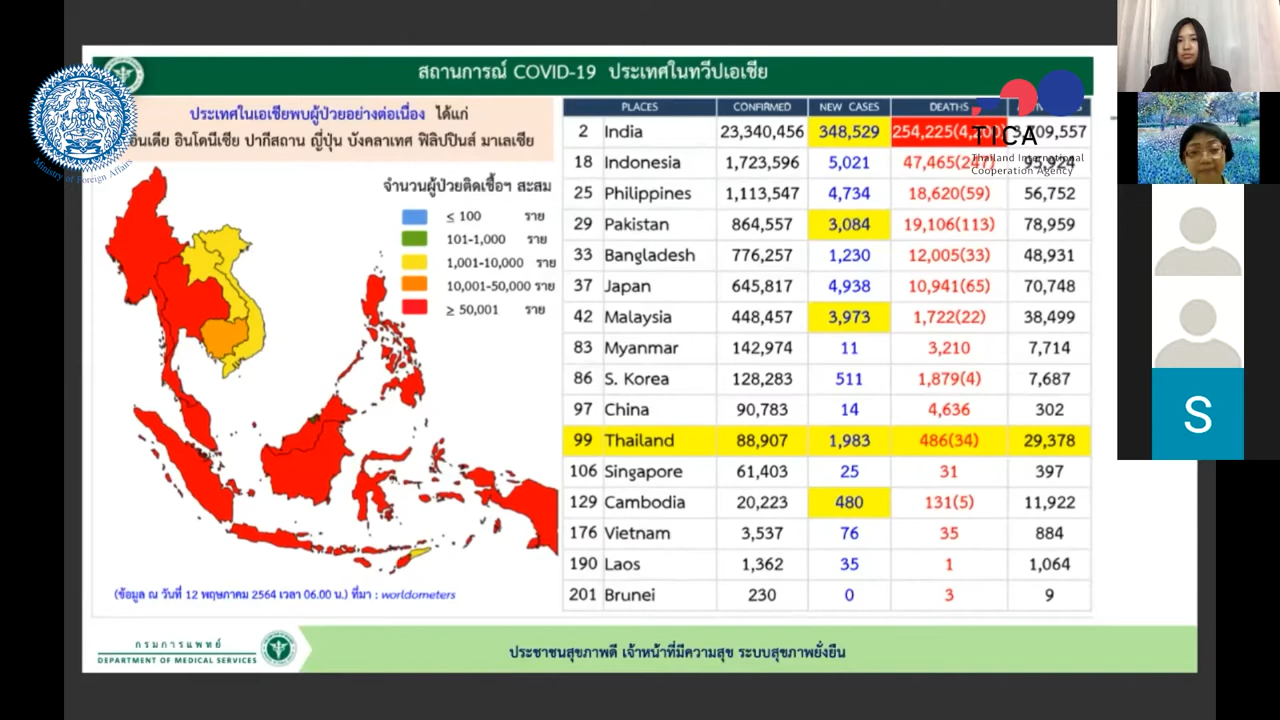 สถานการณ์ COVID-19 ประเทศในทวีปเอเชีย
ประเทศในเอเชียพบผู้ป่วยอย่างต่อเนื่อง ได้แก่
อินเดีย อินโดนีเซีย ปากีสถาน ญี่ปุ่น บังคลาเทศ ฟิลิปปินส์ มาเลเซีย
Ministry of Foreign Affairs
จำนวนผู้ป่วยติดเชื้อฯ สะสม
≤ 100 ราย
101-1,000 ราย
1,001-10,000 ราย
10,001-50,000 ราย
≥ 50,001 ราย
PLACES CONFIRMED NEW CASES DEATHS
2 India 23,340,456 348,529
18 Indonesia 1,723,596 5,021 95,924
25 Philippines 1,113,547 4,734 18,620(59) 56,752
29 Pakistan 864,557 3,084 19,106(113) 78,959
33 Bangladesh 776,257 1,230 12,005(33) 48,931
37 Japan 645,817 4,938 10,941(65) 70,748
42 Malaysia 448,457 3,973 1,722(22) 38,499
83 Myanmar 142,974 11 3,210 7,714
86 S. Korea 128,283 511 1,879(4) 7,687
97 China 90,783 14 4,636 302
99 Thailand 88,907 1,983 486(34) 29,378
106 Singapore 61,403 25 31 397
129 Cambodia 20,223 480 131(5) 11,922
176 Vietnam 3,537 76 35 884
190 Laos 1,362 35 1 1,064
201 Brunei 230 0 3 9
TICA
Thailand International
Cooperation Agency
(ข้อมูล ณ วันที่ 12 พฤษภาคม 2564 เวลา 06.00 น.) ที่มา : worldometers
กรมการแพทย์
DEPARTMENT OF MEDICAL SERVICES
ประชาชนสุขภาพดี เจ้าหน้าที่มีความสุข ระบบสุขภาพยั่งยืน
S